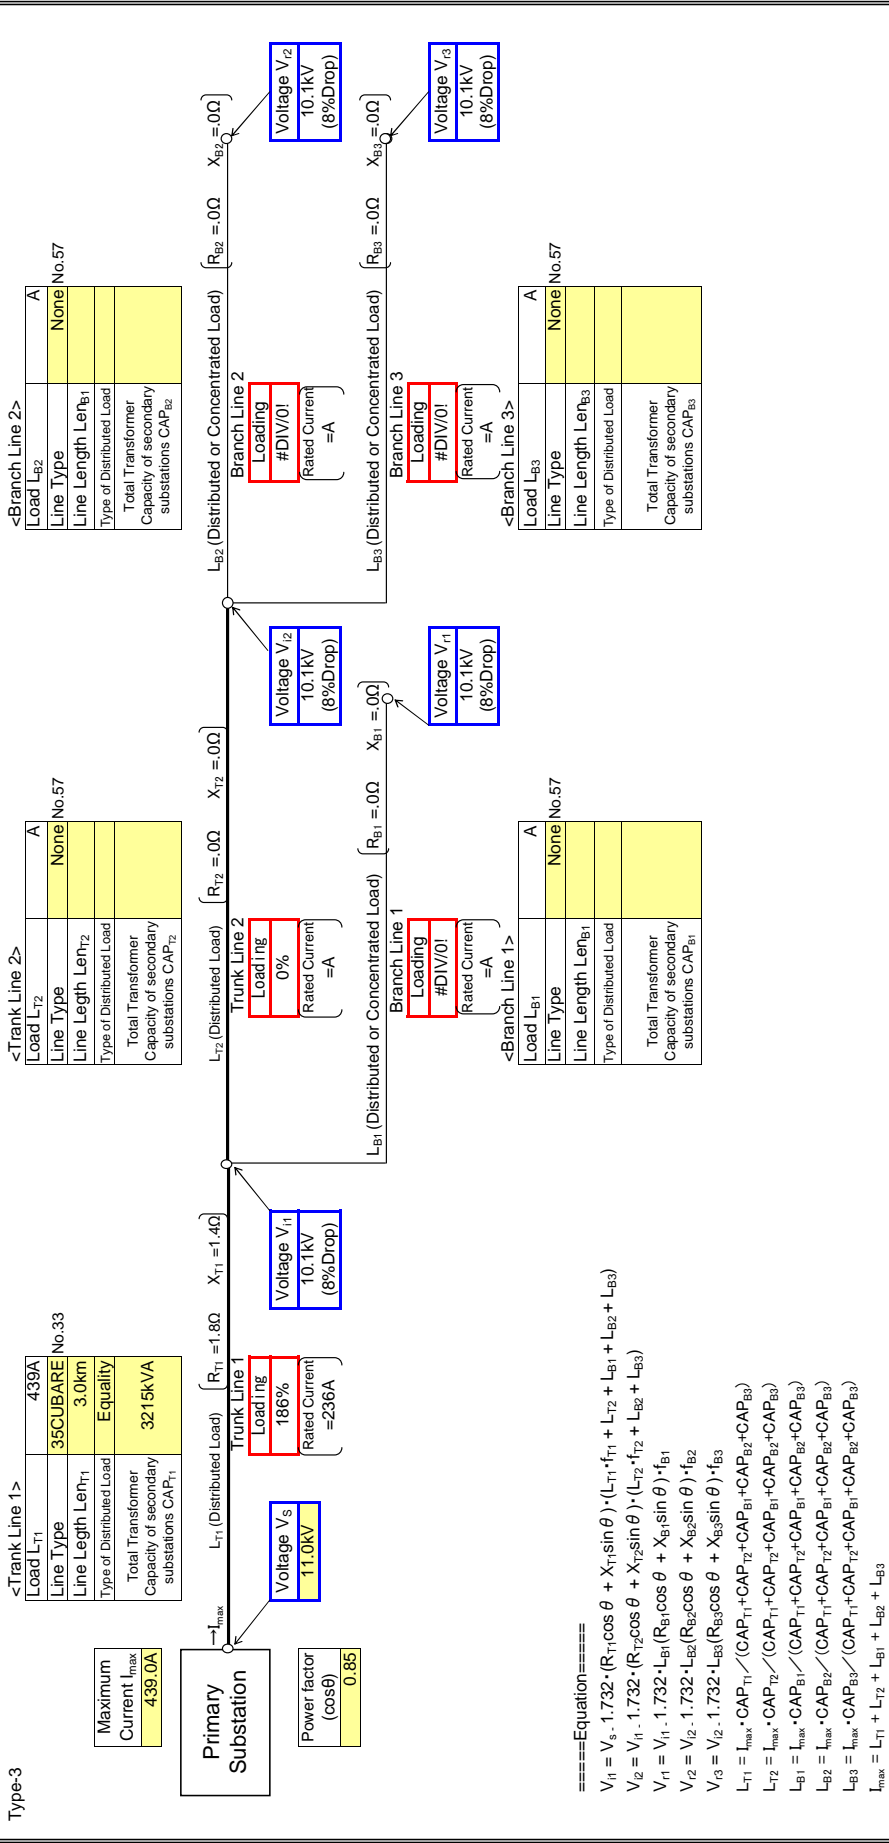 Type-3
Maximum
Current Imax
439.0A
Primary
Substation
Power factor
(cosθ)
0.85
→Imax
Voltage VS
11.0kV
<Trank Line 1>
Load LT1 439A
Line Type 35CUBARE No.33
Line Legth LenT1 3.0km
Type of Distributed Load Equality
Total Transformer
Capacity of secondary
substations CAPT1
3215kVA
LT1 (Distributed Load)
RT1 =1.8Ω XT1 =1.4Ω
Trunk Line 1
Loading
186%
Rated Current
=236A
Voltage Vi1
10.1kV
(8%Drop)
<Trank Line 2>
Load LT2 A
Line Type None No.57
Line Legth LenT2
Type of Distributed Load
Total Transformer
Capacity of secondary
substations CAPT2
LT2 (Distributed Load)
RT2 =.0Ω XT2 =.0Ω
Trunk Line 2
Loading
0%
Rated Current
=A
Voltage Vi2
10.1kV
(8%Drop)
LB1 (Distributed or Concentrated Load)
RB1 =.0Ω XB1 =.0Ω
Branch Line 1
Loading
#DIV/0!
Rated Current
=A
Voltage Vr1
10.1kV
(8%Drop)
<Branch Line 1>
Load LB1 A
Line Type None No.57
Line Length LenB1
Type of Distributed Load
Total Transformer
Capacity of secondary
substations CAPB1
<Branch Line 2>
Load LB2 A
Line Type None No.57
Line Length LenB1
Type of Distributed Load
Total Transformer
Capacity of secondary
substations CAPB2
LB2 (Distributed or Concentrated Load)
RB2 =.0Ω XB2 =.0Ω
Branch Line 2
Loading
#DIV/0!
Rated Current
=A
Voltage Vr2
10.1kV
(8%Drop)
LB3 (Distributed or Concentrated Load)
RB3 =.0Ω XB3 =.0Ω
Branch Line 3
Loading
#DIV/0!
Rated Current
=A
Voltage Vr3
10.1kV
(8%Drop)
<Branch Line 3>
Load LB3 A
Line Type None No.57
Line Length LenB3
Type of Distributed Load
Total Transformer
Capacity of secondary
substations CAPB3
=====Equation=====
Vi1 = Vs - 1.732・(RT1cos θ + XT1sin θ)・(LT1・fT1 + LT2 + LB1 + LB2 + LB3)
Vi2 = Vi1 - 1.732・(RT2cos θ + XT2sin θ)・(LT2・fT2 + LB2 + LB3)
Vr1 = Vi1 - 1.732・LB1(RB1cos θ + XB1sin θ)・fB1
Vr2 = Vi2 - 1.732・LB2(RB2cos θ + XB2sin θ)・fB2
Vr3 = Vi2 - 1.732・LB3(RB3cos θ + XB3sin θ)・fB3
LT1 = Imax・CAPT1／(CAPT1+CAPT2+CAPB1+CAPB2+CAPB3)
LT2 = Imax・CAPT2／(CAPT1+CAPT2+CAPB1+CAPB2+CAPB3)
LB1 = Imax・CAPB1／(CAPT1+CAPT2+CAPB1+CAPB2+CAPB3)
LB2 = Imax・CAPB2／(CAPT1+CAPT2+CAPB1+CAPB2+CAPB3)
LB3 = Imax・CAPB3／(CAPT1+CAPT2+CAPB1+CAPB2+CAPB3)
Imax = LT1 + LT2 + LB1 + LB2 + LB3